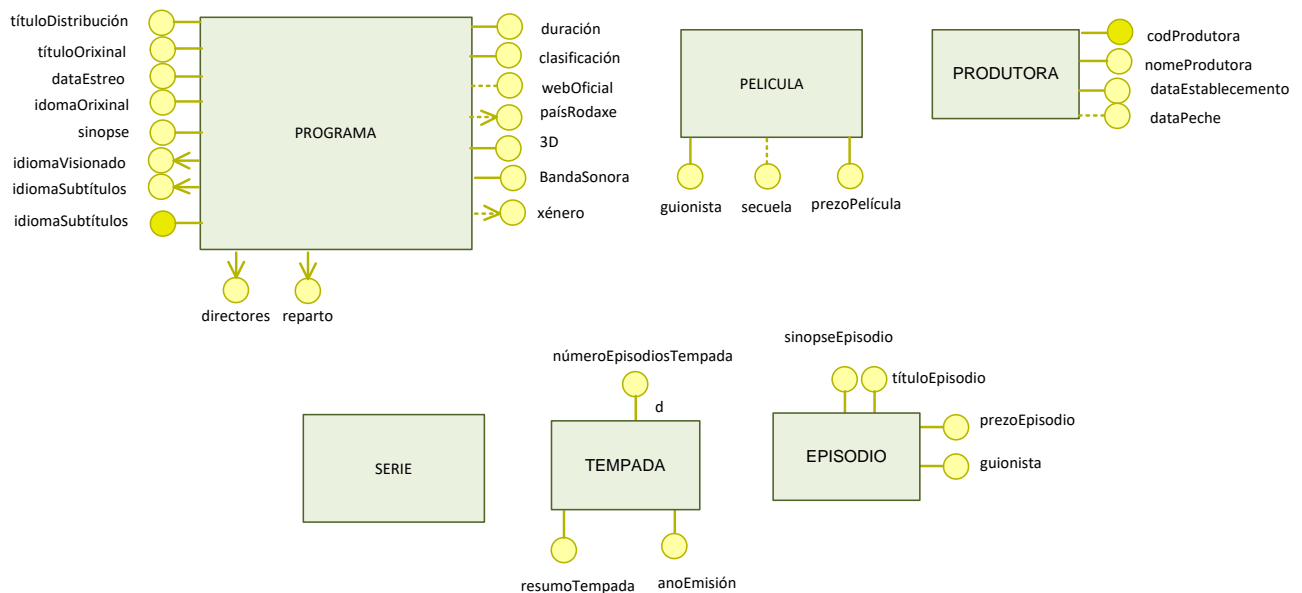 títuloDistribución
títuloOrixinal
dataEstreo
idomaOrixinal
sinopse
idiomaVisionado
idiomaSubtítulos
idiomaSubtítulos
PROGRAMA
duración
clasificación
webOficial
paísRodaxe
3D
BandaSonora
xénero
directores
reparto
PELICULA
guionista
secuela
prezoPelícula
PRODUTORA
codProdutora
nomeProdutora
dataEstablecemento
dataPeche
SERIE
númeroEpisodiosTempada
d
TEMPADA
resumoTempada
anoEmisión
sinopseEpisodio
títuloEpisodio
prezoEpisodio
EPISODIO
guionista